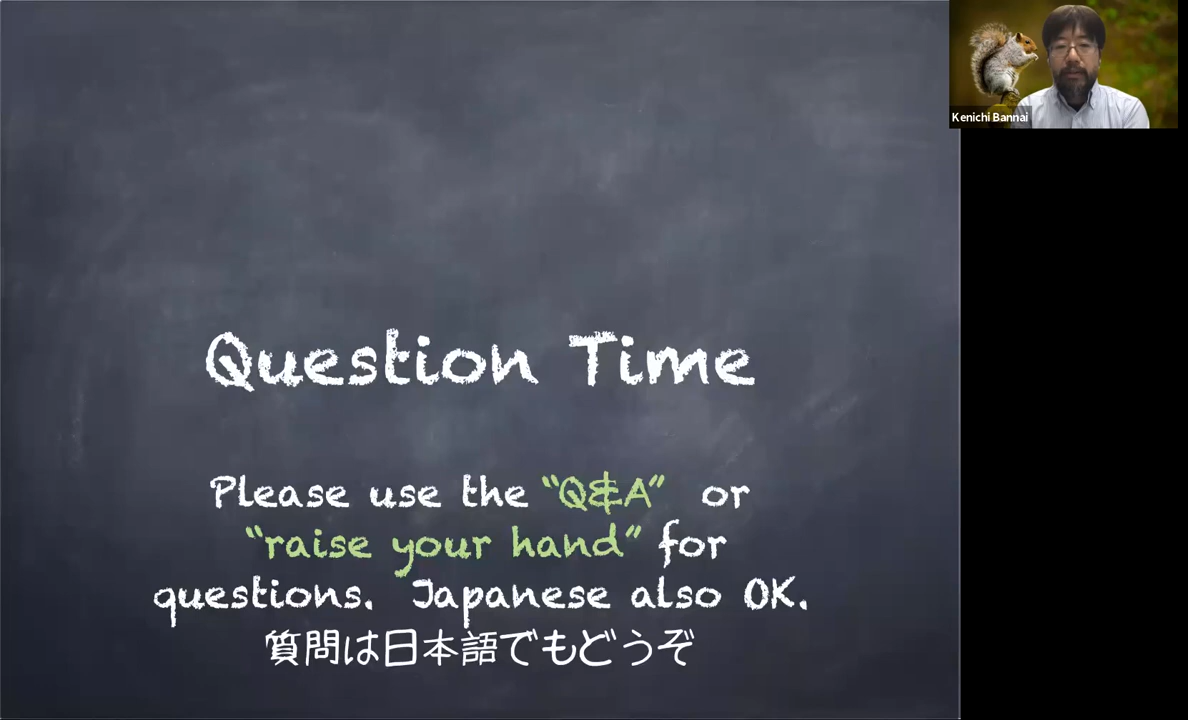 Kenichi Bannai
Question Time
Please use the “Q&A” or
“raise your hand” for
questions. Japanese also OK.
質問は日本語でもどうぞ